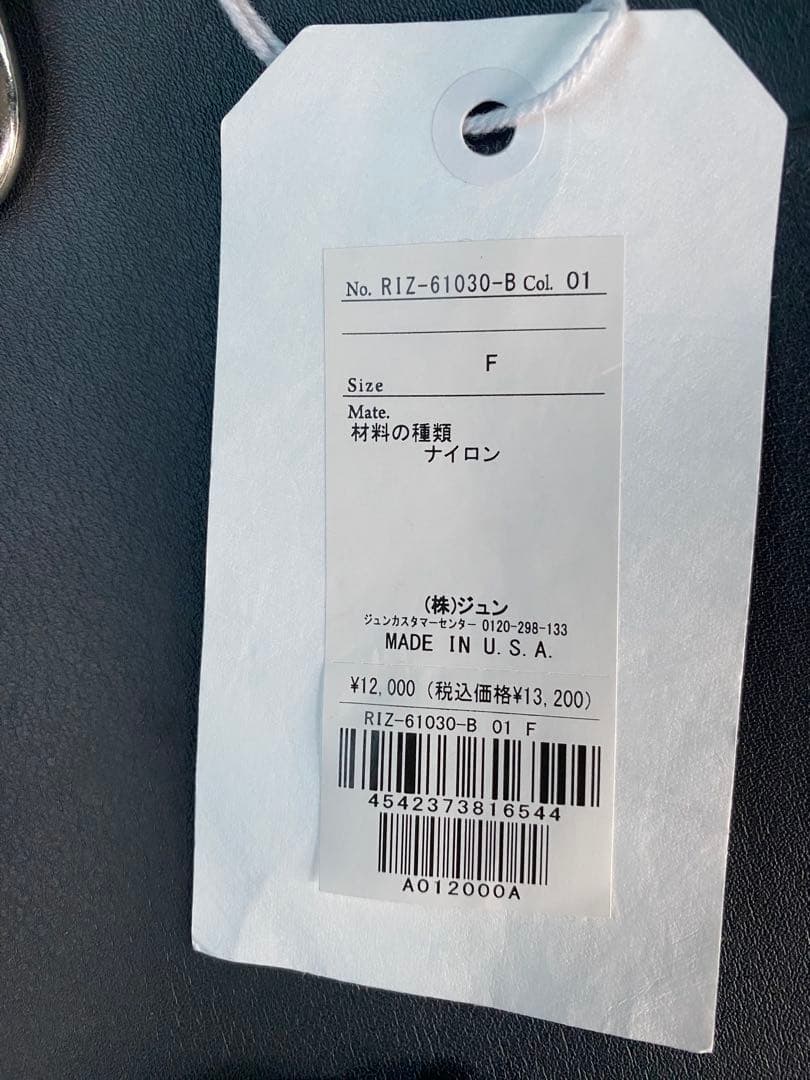 No. RIZ-61030-B Col. 01
F
Size
Mate.
材料の種類
ナイロン
(株)ジュン
ジュンカスタマーセンター 0120-298-133
MADE IN U.S.A.
¥12,000 (税込価格¥13,200)
RIZ-61030-B 01 F
4542373816544
A012000A